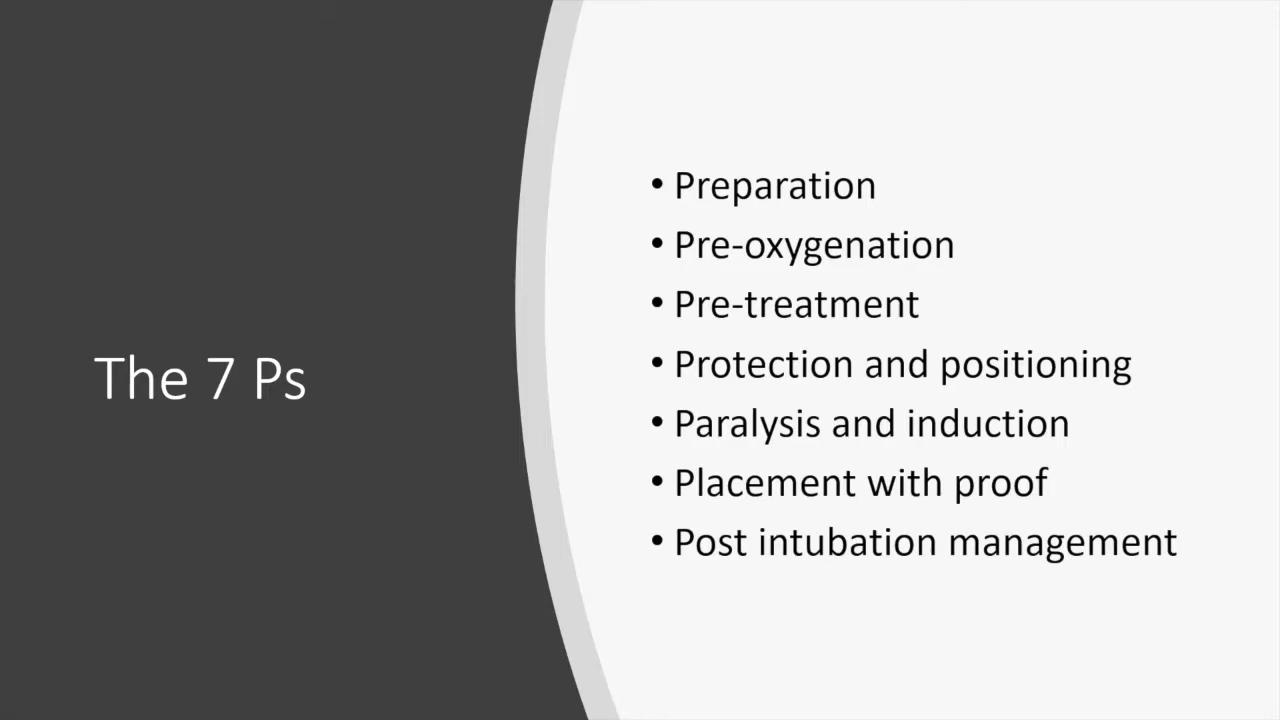 The 7 Ps
• Preparation
• Pre-oxygenation
• Pre-treatment
• Protection and positioning
• Paralysis and induction
• Placement with proof
• Post intubation management